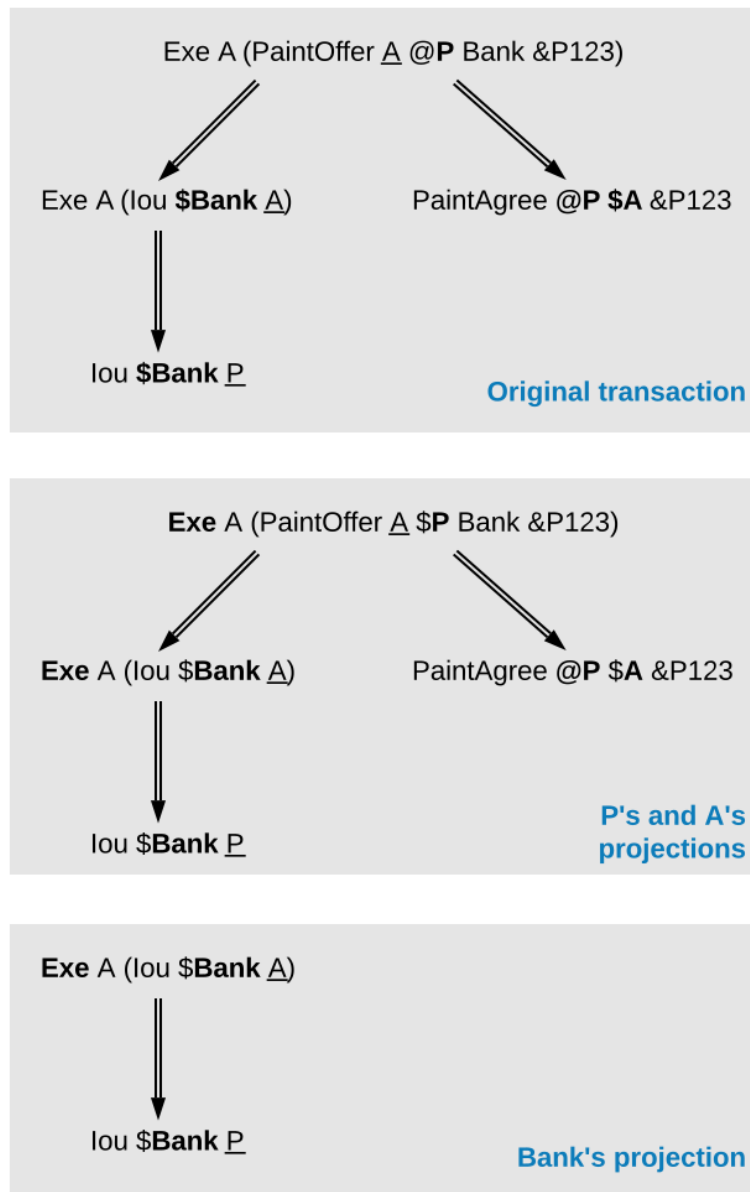 Exe A (PaintOffer A @P Bank &P123)
Exe A (Iou $Bank A) PaintAgree @P $A &P123
Iou $Bank P
Original transaction
Exe A (PaintOffer A $P Bank &P123)
Exe A (Iou $Bank A) PaintAgree @P $A &P123
Iou $Bank P
P's and A's
projections
Exe A (Iou $Bank A)
Iou $Bank P
Bank's projection